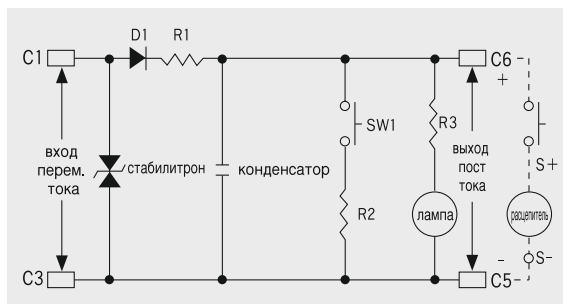 D1
R1
C1
C6
+
SW1
R3
вход
перем.
тока
стабилитрон
конденсатор
выход
пост
тока
S+
R2
лампа
расцепитель
-
S-
C3
C5